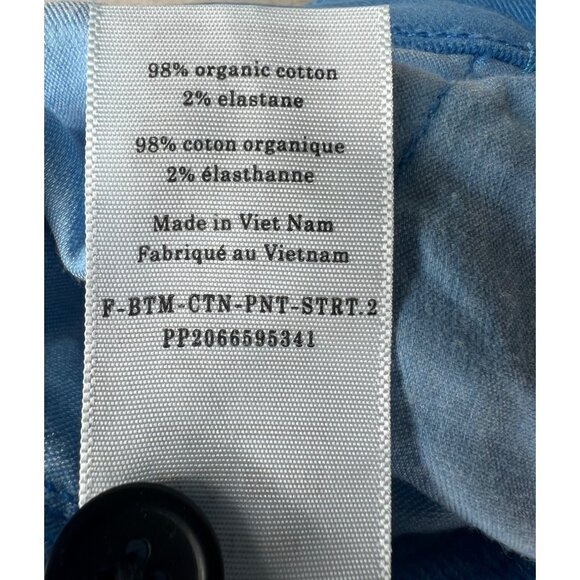 98% organic cotton
2% elastane
98% coton organique
2% élasthanne
Made in Viet Nam
Fabriqué au Vietnam
F-BTM-CTN-PNT-STRT.2
PP2066595341